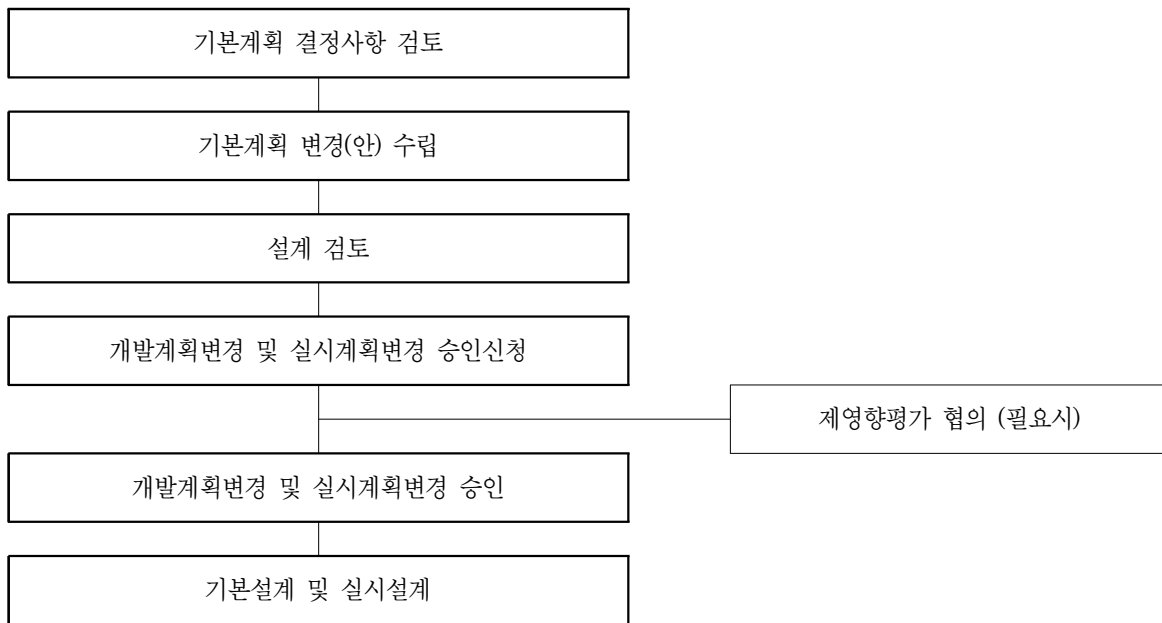 기본계획 결정사항 검토
기본계획 변경(안) 수립
설계 검토
개발계획변경 및 실시계획변경 승인신청
제영향평가 협의 (필요시)
개발계획변경 및 실시계획변경 승인
기본설계 및 실시설계